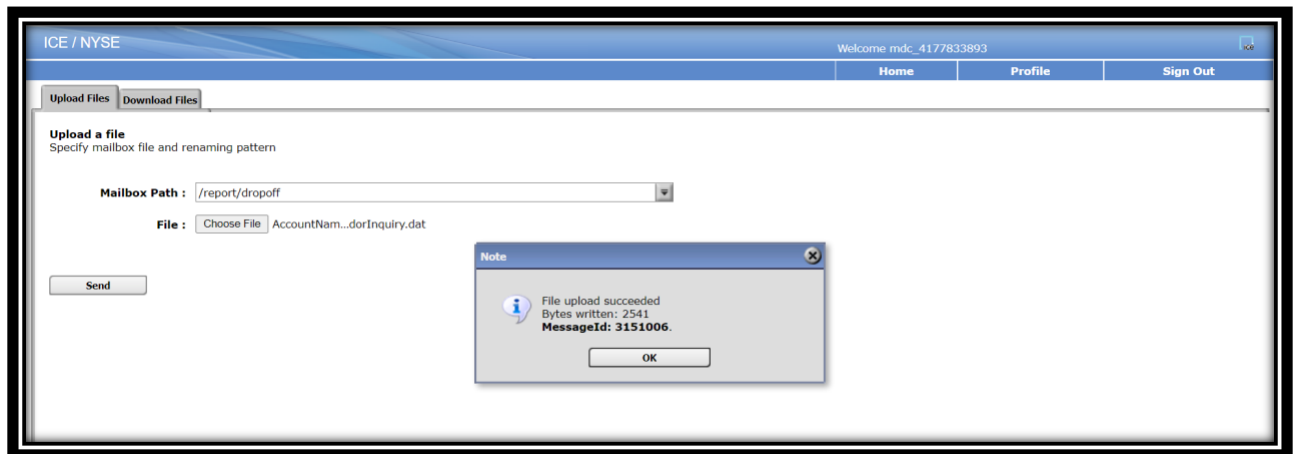 ICE / NYSE
Welcome mdc_4177833893
ice
Home Profile Sign Out
Upload Files Download Files
Upload a file
Specify mailbox file and renaming pattern
Mailbox Path : /report/dropoff
File : Choose File AccountNam...dorInquiry.dat
Send
Note
File upload succeeded
Bytes written: 2541
MessageId: 3151006.
OK